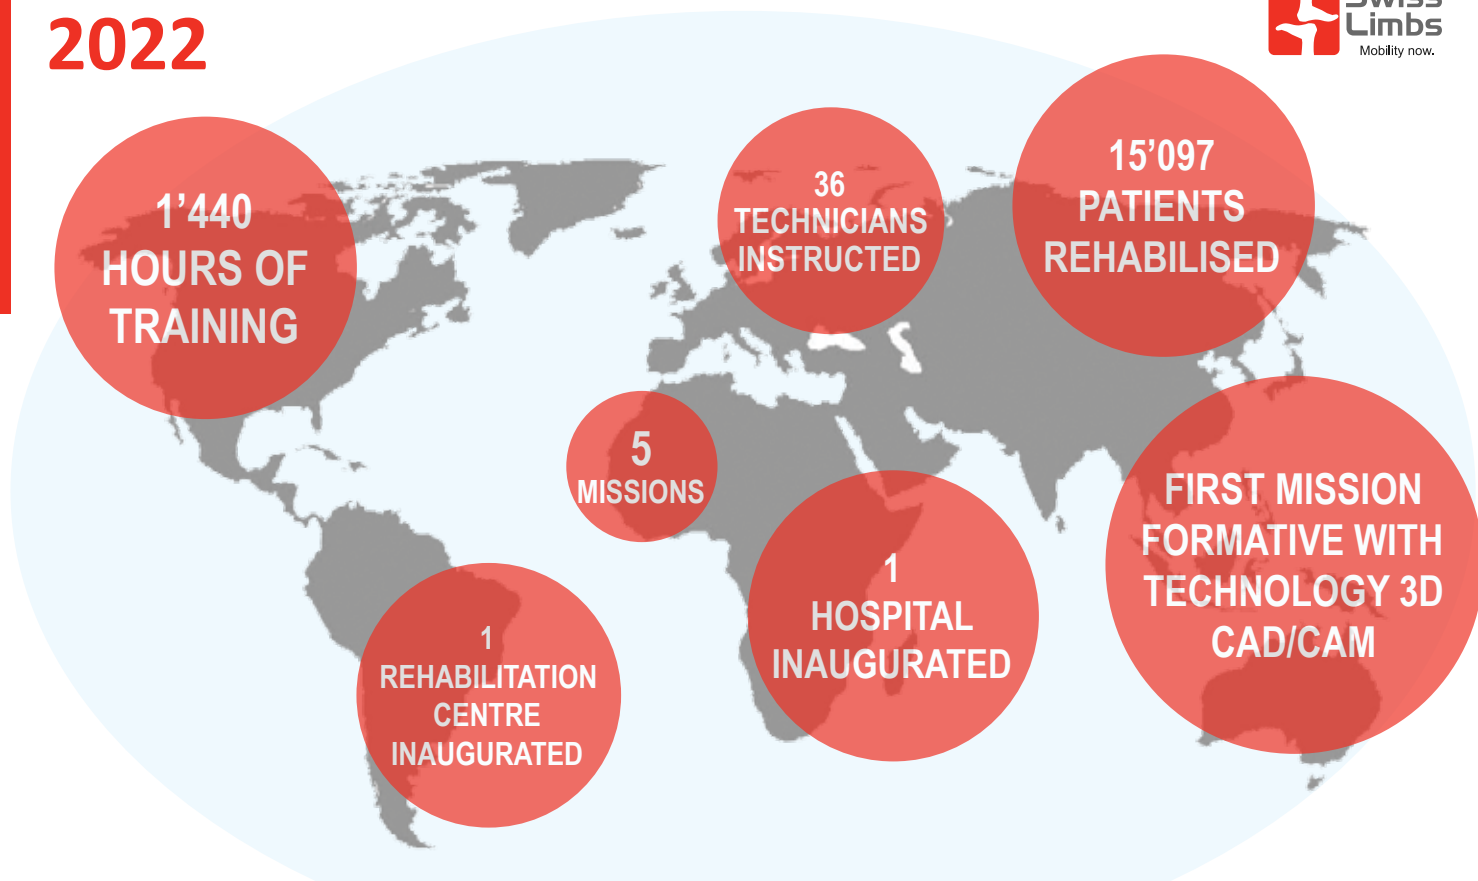 2022
Swiss
Limbs
Mobility now.
1’440
HOURS OF
TRAINING
36
TECHNICIANS
INSTRUCTED
15’097
PATIENTS
REHABILISED
5
MISSIONS
1
HOSPITAL
INAUGURATED
FIRST MISSION
FORMATIVE WITH
TECHNOLOGY 3D
CAD/CAM
1
REHABILITATION
CENTRE
INAUGURATED